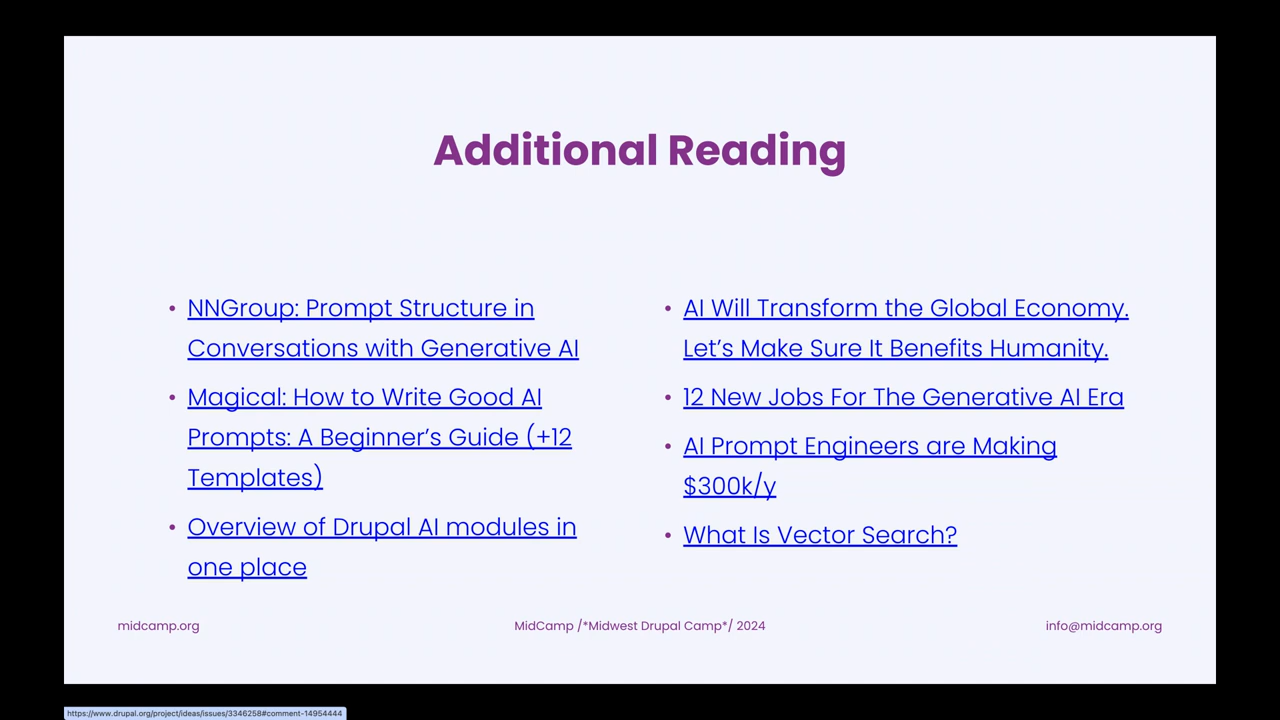 Additional Reading
• NNGroup: Prompt Structure in
Conversations with Generative AI
• Magical: How to Write Good AI
Prompts: A Beginner’s Guide (+12
Templates)
• Overview of Drupal AI modules in
one place
• AI Will Transform the Global Economy.
Let’s Make Sure It Benefits Humanity.
• 12 New Jobs For The Generative AI Era
• AI Prompt Engineers are Making
$300k/y
• What Is Vector Search?
midcamp.org
MidCamp /*Midwest Drupal Camp*/ 2024
info@midcamp.org
https://www.drupal.org/project/ideas/issues/3346258#comment-14954444